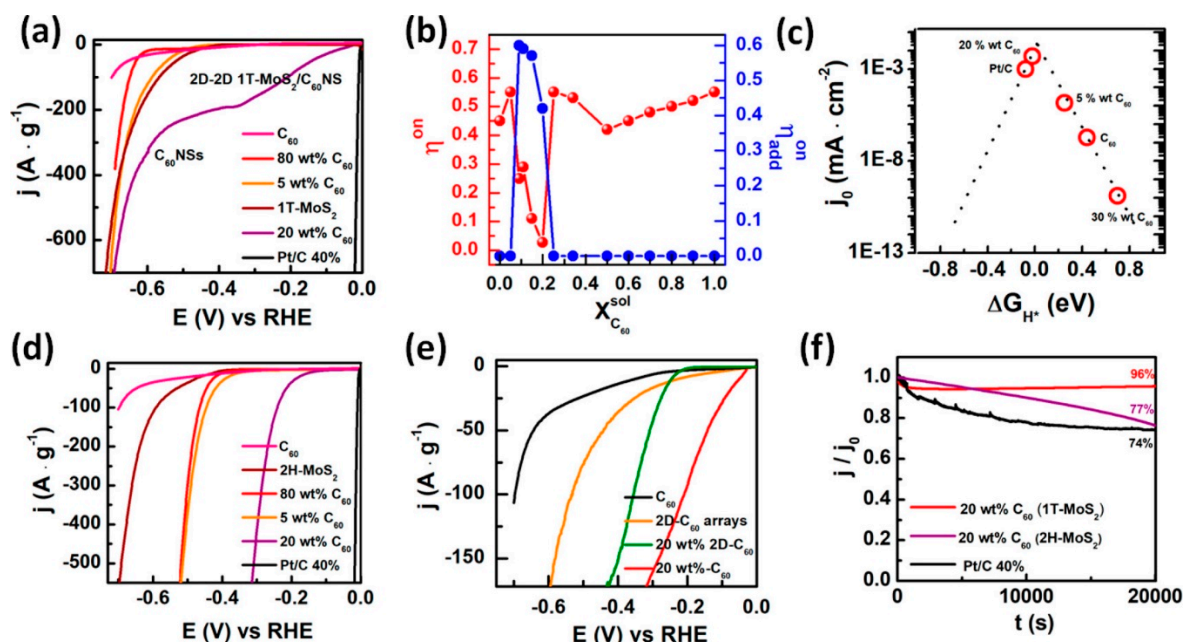 (a)
j (A · g⁻¹)
0
-200
-400
-600
2D-2D 1T-MoS₂/C₆₀NS
C₆₀NSs
C₆₀
80 wt% C₆₀
5 wt% C₆₀
1T-MoS₂
20 wt% C₆₀
Pt/C 40%
-0.6 -0.4 -0.2 0.0
E (V) vs RHE
(b)
η^on
0.7
0.6
0.5
0.4
0.3
0.2
0.1
0.0
0.6
0.5
0.4
0.3
0.2
0.1
0.0
η^on_add
0.0 0.2 0.4 0.6 0.8 1.0
X^sol_C₆₀
(c)
j₀ (mA · cm⁻²)
1E-3
1E-8
1E-13
20 % wt C₆₀
Pt/C
5 % wt C₆₀
C₆₀
30 % wt C₆₀
-0.8 -0.4 0.0 0.4 0.8
ΔG_H* (eV)
(d)
j (A · g⁻¹)
0
-100
-200
-300
-400
-500
C₆₀
2H-MoS₂
80 wt% C₆₀
5 wt% C₆₀
20 wt% C₆₀
Pt/C 40%
-0.6 -0.4 -0.2 0.0
E (V) vs RHE
(e)
j (A · g⁻¹)
0
-50
-100
-150
C₆₀
2D-C₆₀ arrays
20 wt% 2D-C₆₀
20 wt%-C₆₀
-0.6 -0.4 -0.2 0.0
E (V) vs RHE
(f)
j / j₀
1.0
0.8
0.6
0.4
0.2
0.0
96%
77%
74%
20 wt% C₆₀ (1T-MoS₂)
20 wt% C₆₀ (2H-MoS₂)
Pt/C 40%
0 10000 20000
t (s)